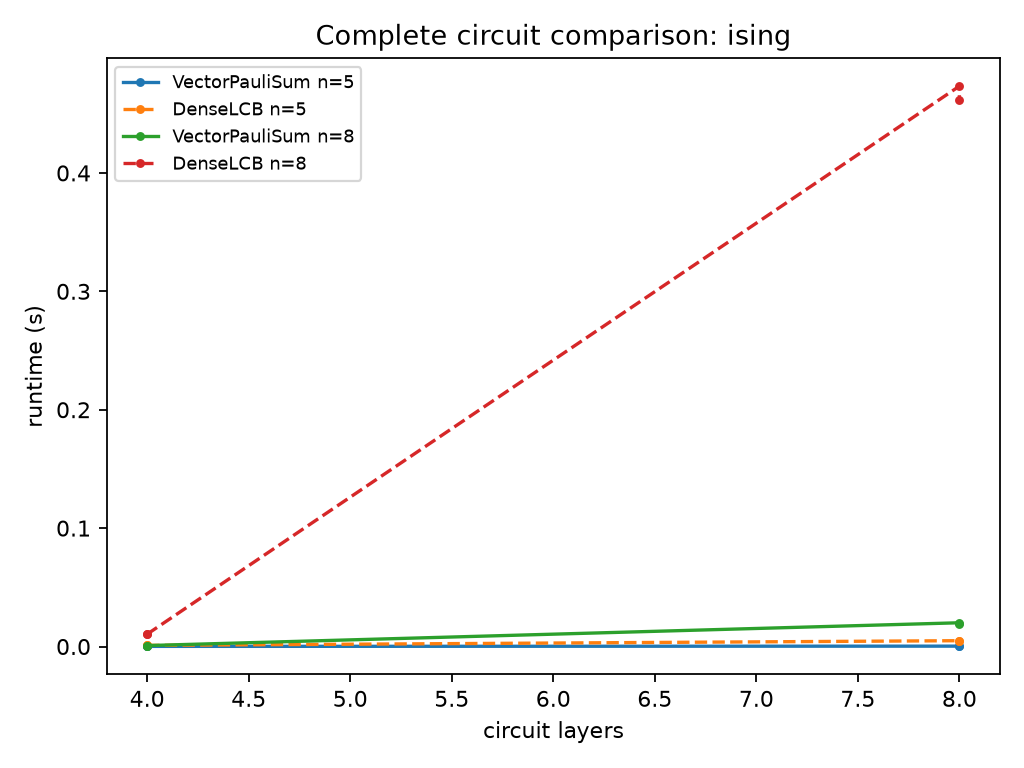 Complete circuit comparison: ising
VectorPauliSum n=5
DenseLCB n=5
VectorPauliSum n=8
DenseLCB n=8
runtime (s)
0.4
0.3
0.2
0.1
0.0
4.0 4.5 5.0 5.5 6.0 6.5 7.0 7.5 8.0
circuit layers